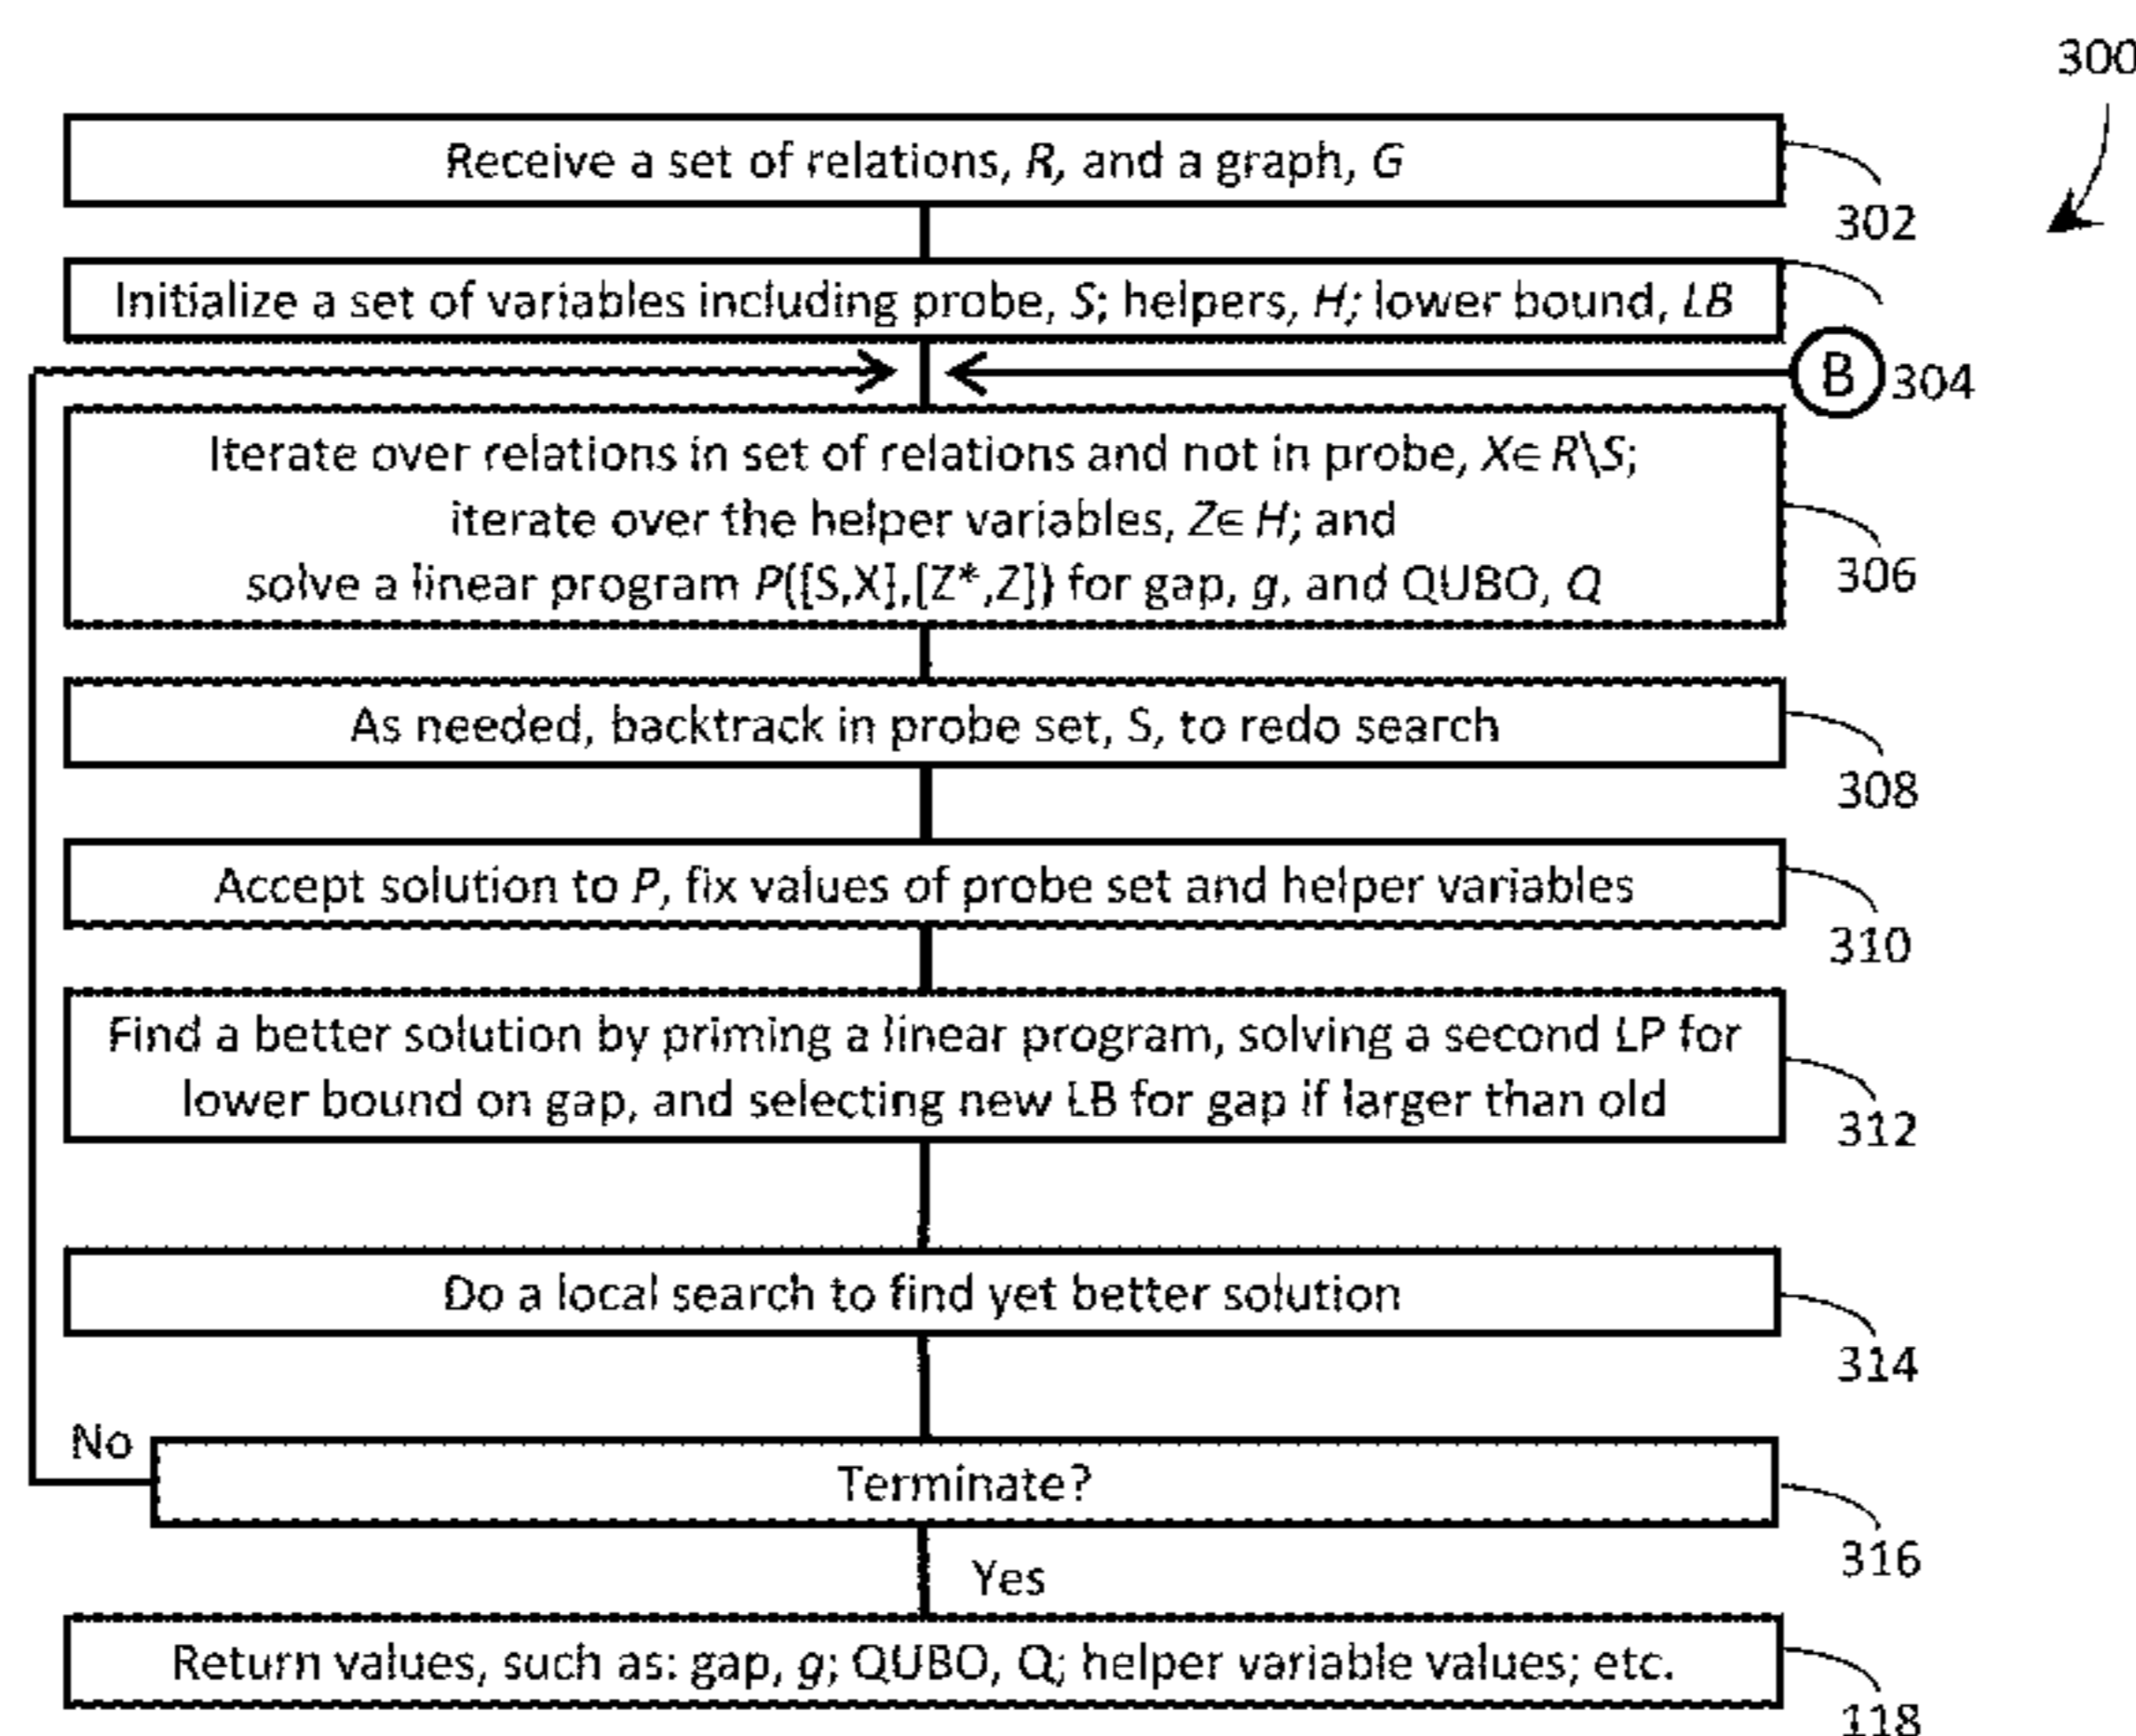 300
Receive a set of relations, R, and a graph, G
302
Initialize a set of variables including probe, S; helpers, H; lower bound, LB
B
304
Iterate over relations in set of relations and not in probe, X∈ R\S;
iterate over the helper variables, Z∈ H; and
solve a linear program P([S,X],[Z*,Z]) for gap, g, and QUBO, Q
306
As needed, backtrack in probe set, S, to redo search
308
Accept solution to P, fix values of probe set and helper variables
310
Find a better solution by priming a linear program, solving a second LP for
lower bound on gap, and selecting new LB for gap if larger than old
312
Do a local search to find yet better solution
314
No
Terminate?
316
Yes
Return values, such as: gap, g; QUBO, Q; helper variable values; etc.
118